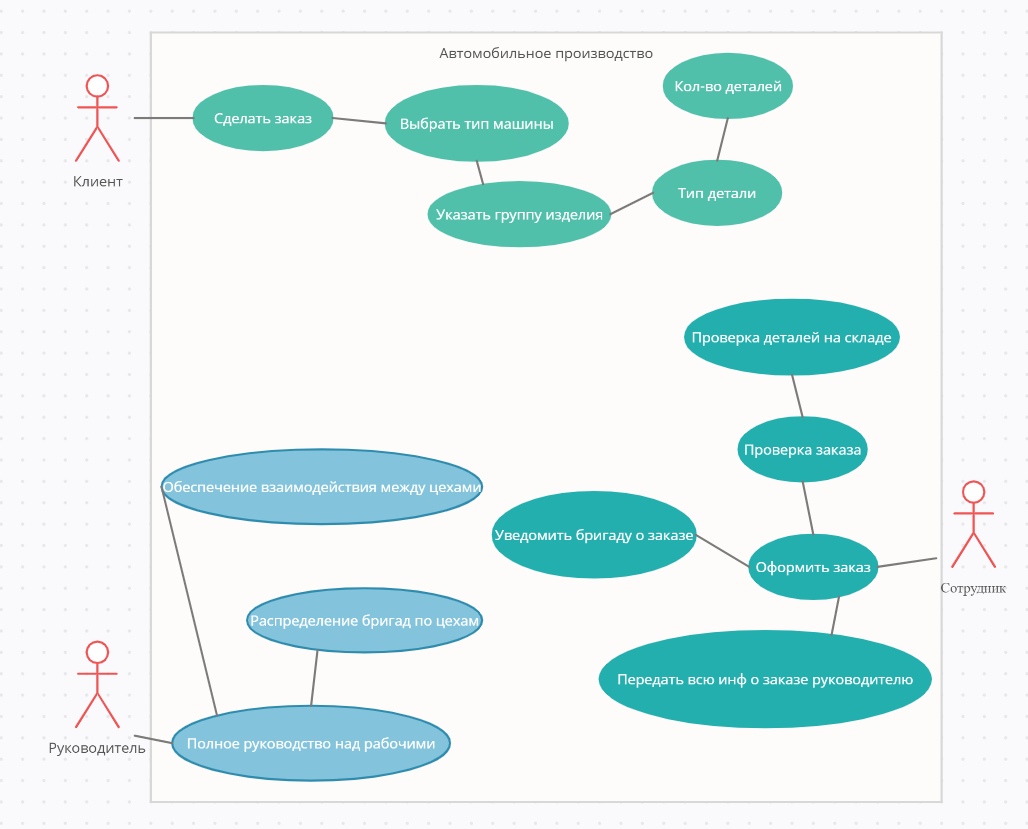 Автомобильное производство
Кол-во деталей
Сделать заказ
Выбрать тип машины
Клиент
Тип детали
Указать группу изделия
Проверка деталей на складе
Проверка заказа
Обеспечение взаимодействия между цехами
Уведомить бригаду о заказе
Оформить заказ
Сотрудник
Распределение бригад по цехам
Передать всю инф о заказе руководителю
Полное руководство над рабочими
Руководитель